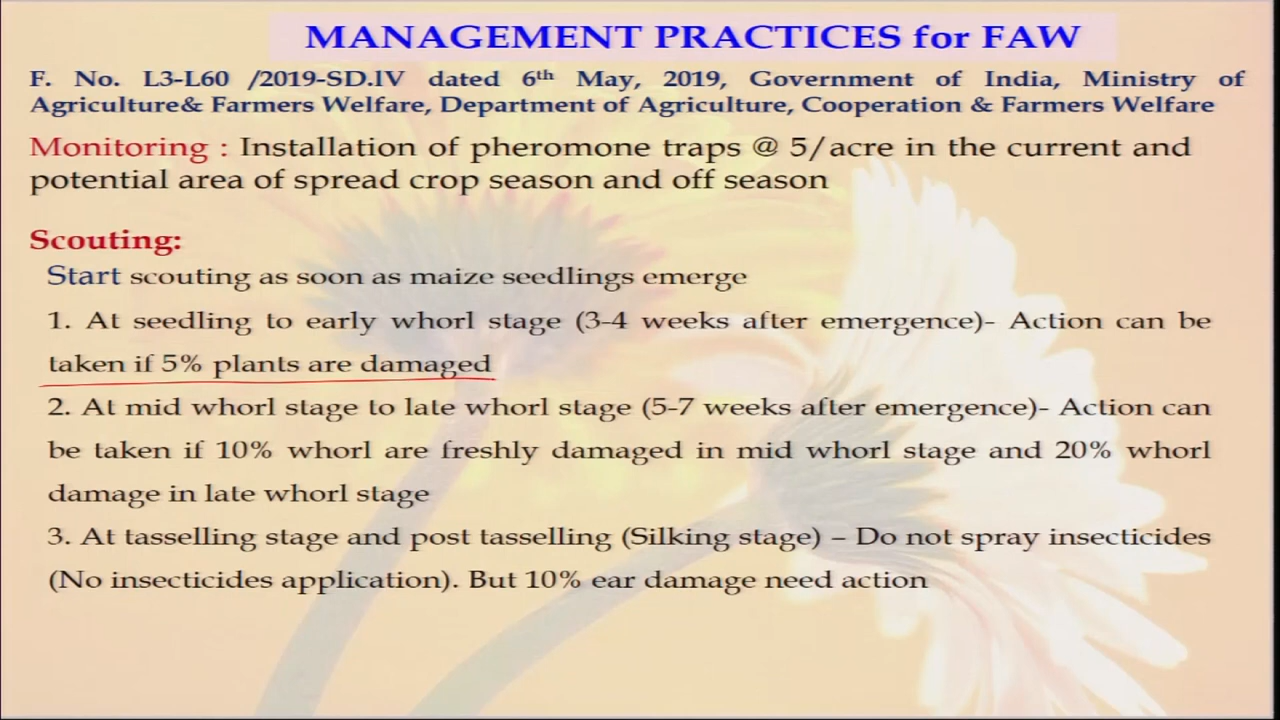 MANAGEMENT PRACTICES for FAW
F. No. L3-L60 /2019-SD.IV dated 6th May, 2019, Government of India, Ministry of
Agriculture& Farmers Welfare, Department of Agriculture, Cooperation & Farmers Welfare
Monitoring : Installation of pheromone traps @ 5/acre in the current and
potential area of spread crop season and off season
Scouting:
Start scouting as soon as maize seedlings emerge
1. At seedling to early whorl stage (3-4 weeks after emergence)- Action can be
taken if 5% plants are damaged
2. At mid whorl stage to late whorl stage (5-7 weeks after emergence)- Action can
be taken if 10% whorl are freshly damaged in mid whorl stage and 20% whorl
damage in late whorl stage
3. At tasselling stage and post tasselling (Silking stage) – Do not spray insecticides
(No insecticides application). But 10% ear damage need action